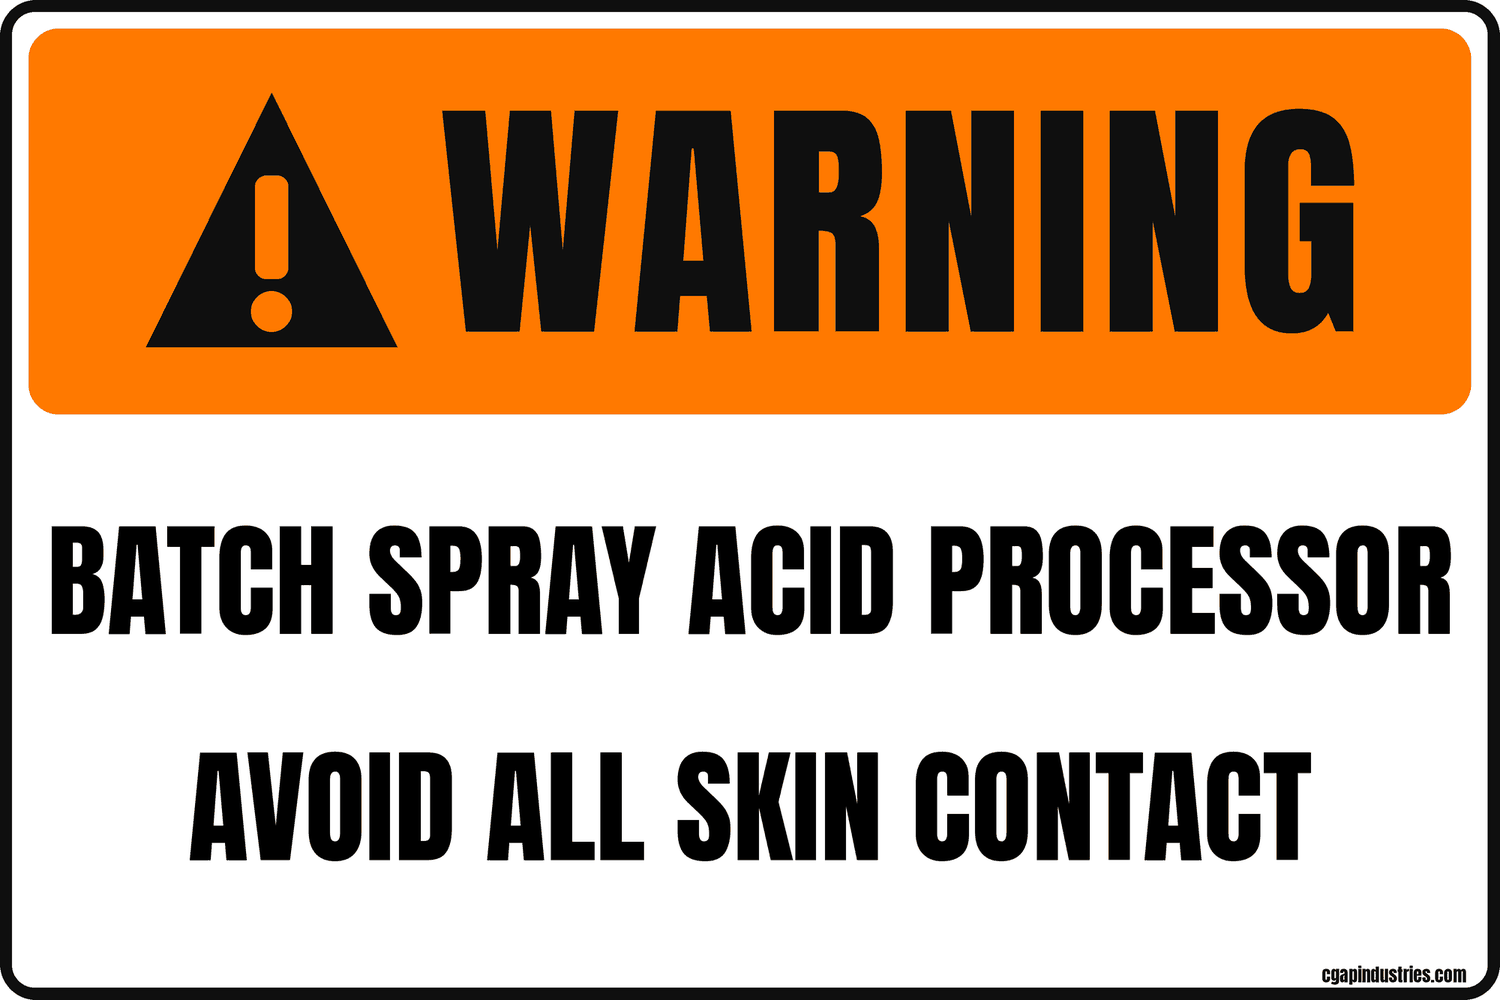 WARNING
BATCH SPRAY ACID PROCESSOR
AVOID ALL SKIN CONTACT
cgapindustries.com